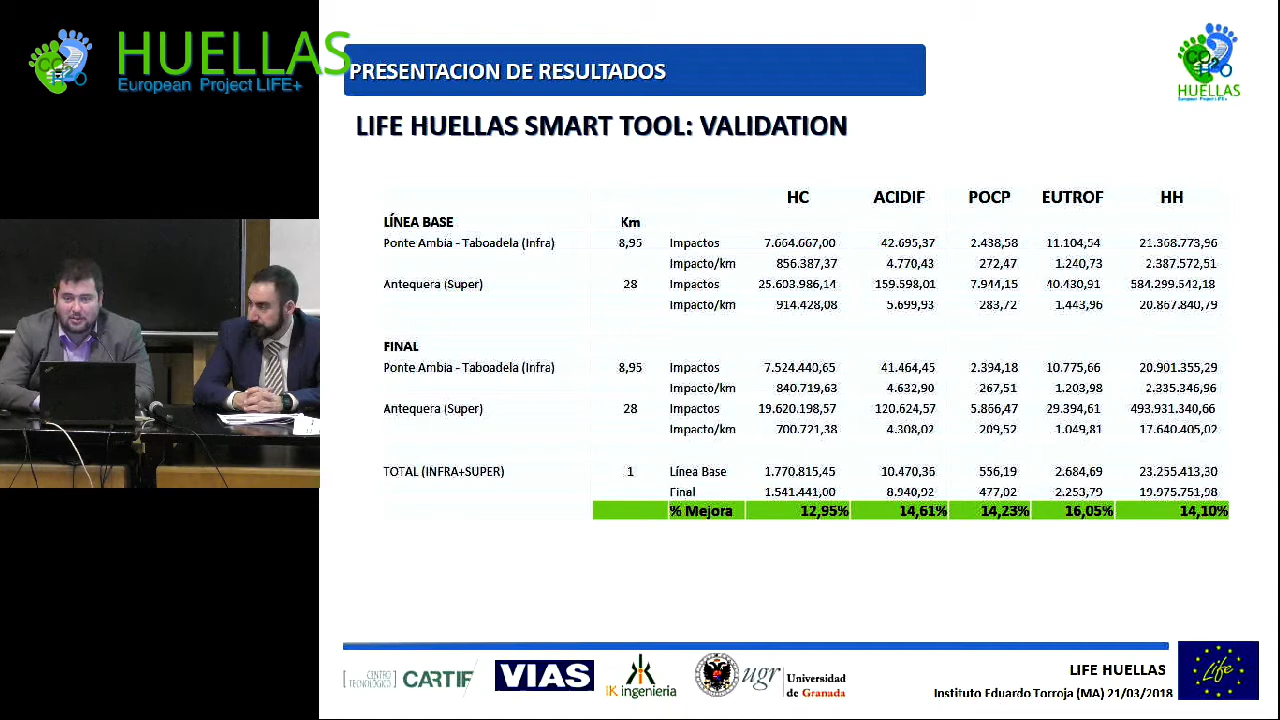 HUELLAS
European Project LIFE+
PRESENTACION DE RESULTADOS
HUELLAS
LIFE HUELLAS SMART TOOL: VALIDATION
HC ACIDIF POCP EUTROF HH
LÍNEA BASE Km
Ponte Ambia - Taboadela (Infra) 8,95 Impactos 7.664.667,00 42.695,37 2.438,58 11.104,54 21.368.773,96
Impacto/km 856.387,37 4.770,43 272,47 1.240,73 2.387.572,51
Antequera (Super) 28 Impactos 25.603.986,14 159.598,01 7.944,15 40.430,91 584.299.542,18
Impacto/km 914.428,08 5.699,93 283,72 1.443,96 20.867.840,79
FINAL
Ponte Ambia - Taboadela (Infra) 8,95 Impactos 7.524.440,65 41.464,45 2.394,18 10.775,66 20.901.355,29
Impacto/km 840.719,63 4.632,90 267,51 1.203,98 2.335.346,96
Antequera (Super) 28 Impactos 19.620.198,57 120.624,57 5.866,47 29.394,61 493.931.340,66
Impacto/km 700.721,38 4.308,02 209,52 1.049,81 17.640.405,02
TOTAL (INFRA+SUPER) 1 Línea Base 1.770.815,45 10.470,36 556,19 2.684,69 23.255.413,30
Final 1.541.441,00 8.940,92 477,02 2.253,79 19.975.751,98
% Mejora 12,95% 14,61% 14,23% 16,05% 14,10%
CENTRO TECNOLÓGICO CARTIF
VIAS
IK ingeniería
ugr Universidad de Granada
LIFE HUELLAS
Instituto Eduardo Torroja (MA) 21/03/2018
Life